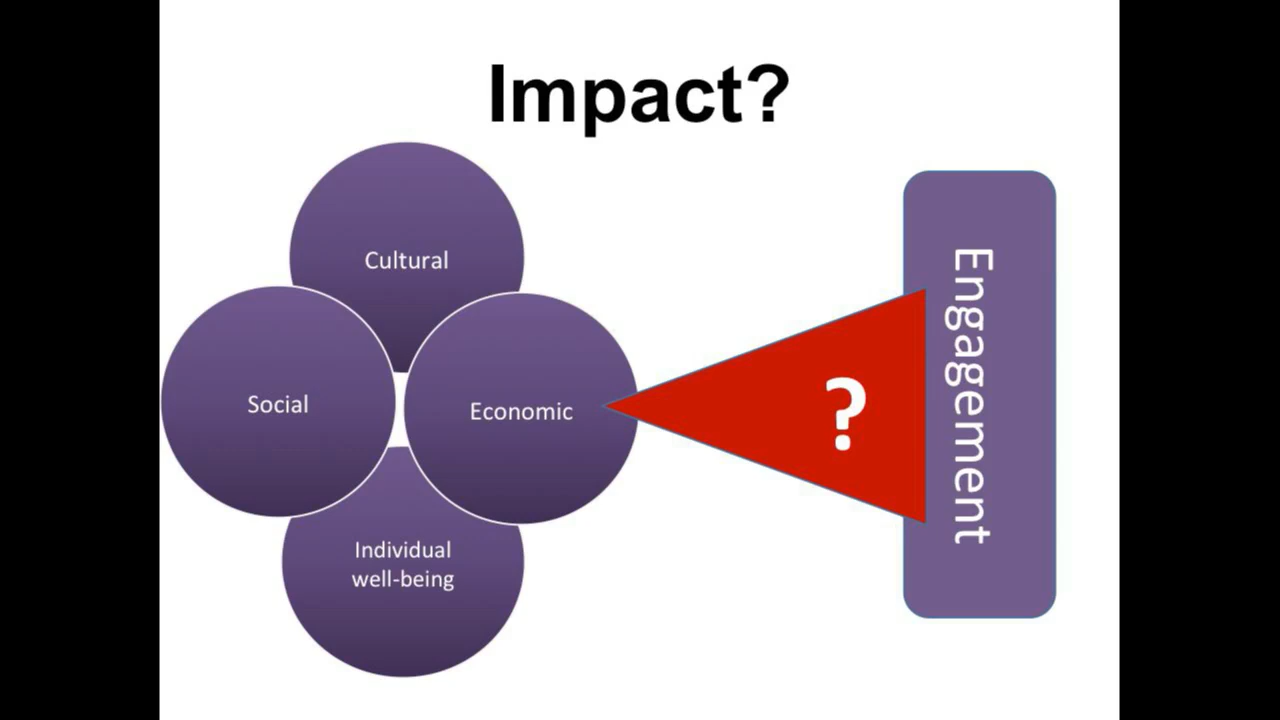 Impact?
Cultural
Social
Economic
Individual
well-being
?
Engagement